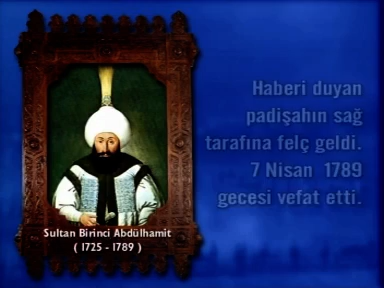 Haberi duyan
padişahın sağ
tarafına felç geldi.
7 Nisan 1789
gecesi vefat etti.
Sultan Birinci Abdülhamit
( 1725 - 1789 )